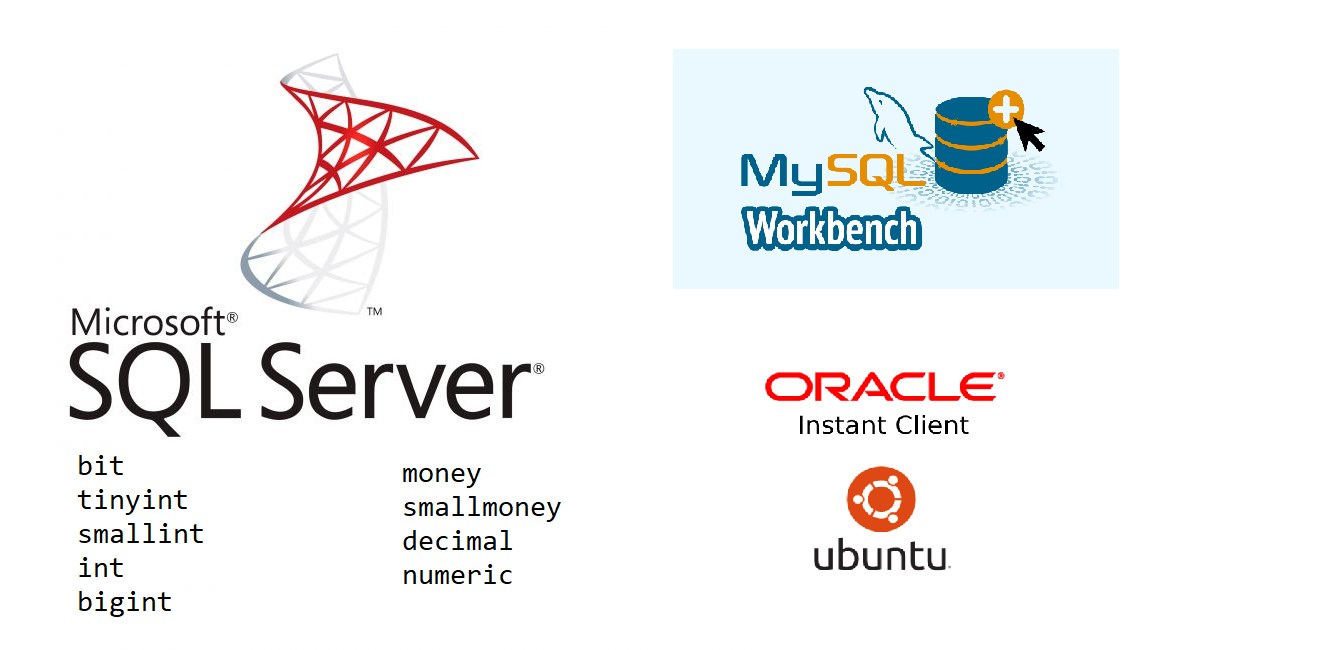 Microsoft®
SQL Server®
™
bit
tinyint
smallint
int
bigint
money
smallmoney
decimal
numeric
MySQL
Workbench
ORACLE®
Instant Client
ubuntu